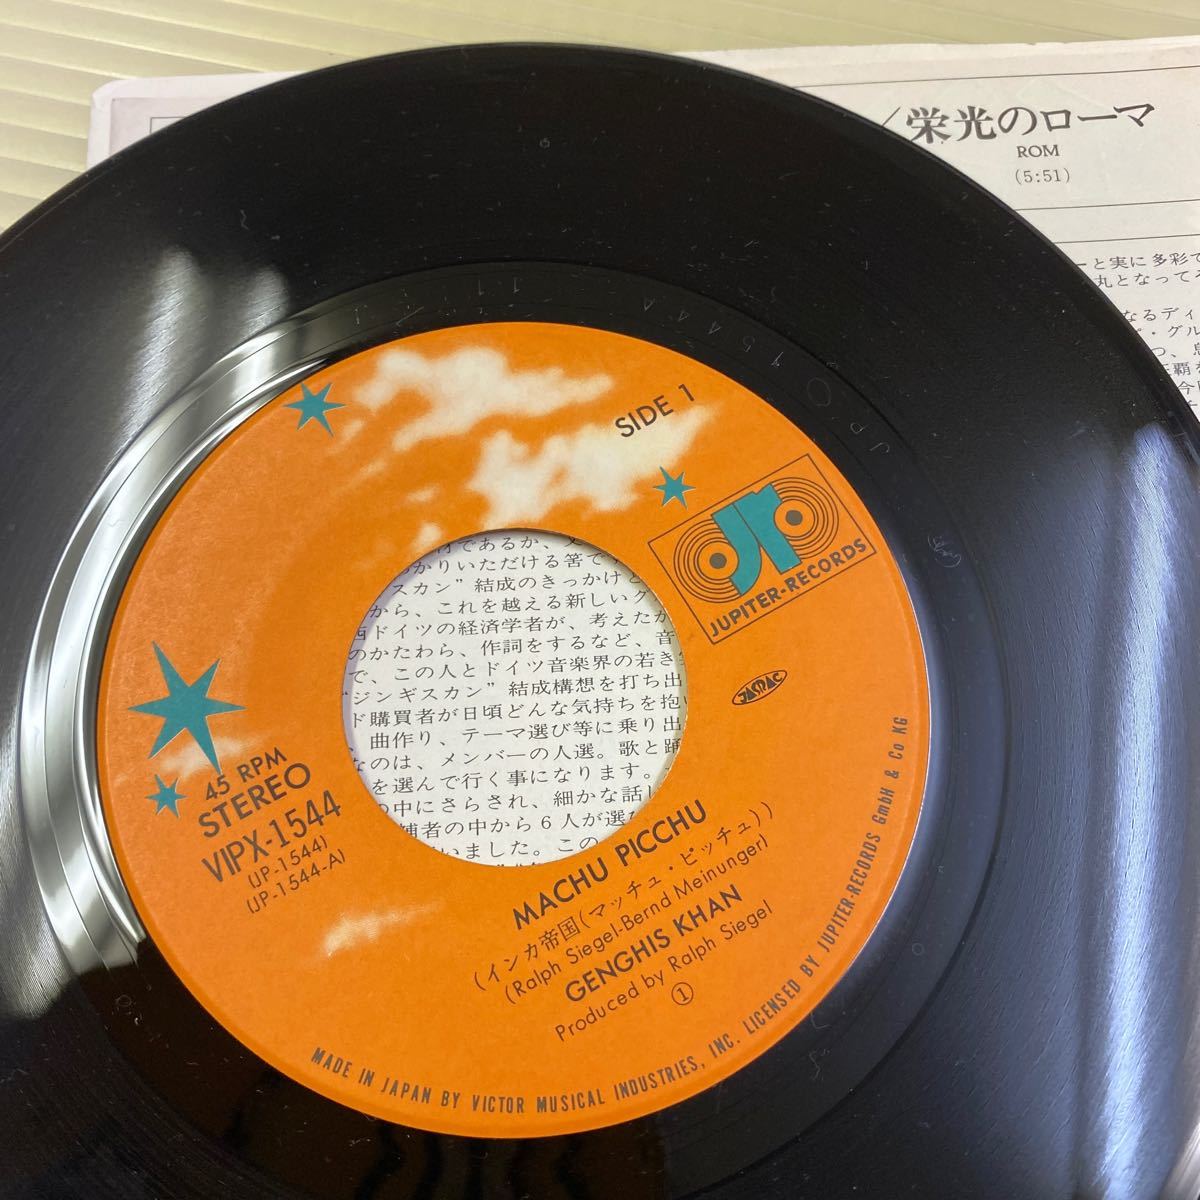 /栄光のローマ
ROM
(5:51)
ーと実に多彩で
丸となってそ
なるディ
・グル
つ、
今
SIDE 1
JUPITER-RECORDS
JASRAC
45 RPM
STEREO
VIPX-1544
(JP-1544)
(JP-1544-A)
MACHU PICCHU
(インカ帝国(マッチュ・ピッチュ))
(Ralph Siegel-Bernd Meinunger)
GENGHIS KHAN
Produced by Ralph Siegel
①
MADE IN JAPAN BY VICTOR MUSICAL INDUSTRIES, INC. LICENSED BY JUPITER-RECORDS GmbH & Co KG
であるか、
かりいただける筈で
スカン”結成のきっかけと
から、これを越える新しいグ
西ドイツの経済学者が、考えたか
のかたわら、作詞をするなど、音
で、この人とドイツ音楽界の若き
“ジンギスカン”結成構想を打ち出
ド購買者が日頃どんな気持ちを抱い
、曲作り、テーマ選び等に乗り出
なのは、メンバーの人選。歌と踊
を選んで行く事になります。
の中にさらされ、細かな話し
補者の中から6人が選び
いました。この